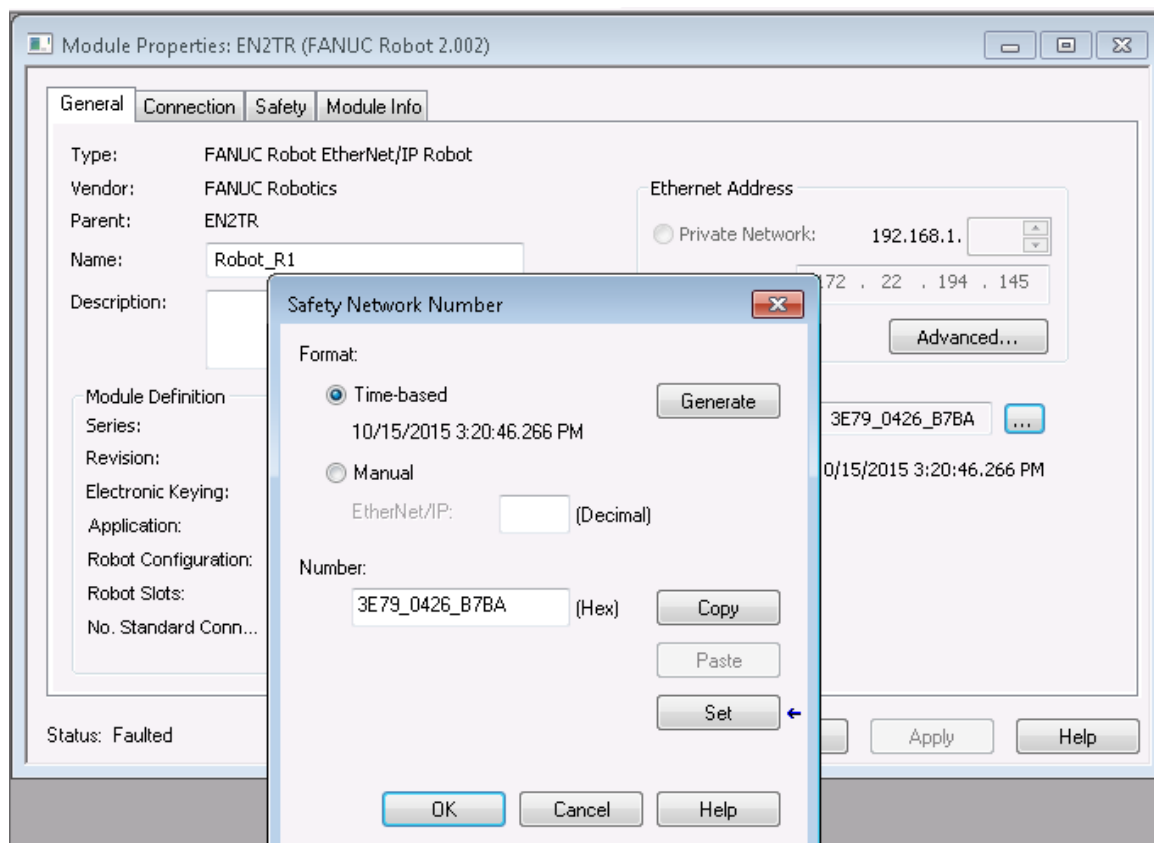 Module Properties: EN2TR (FANUC Robot 2.002)
General Connection Safety Module Info
Type: FANUC Robot EtherNet/IP Robot
Vendor: FANUC Robotics
Parent: EN2TR
Name: Robot_R1
Description:
Ethernet Address
Private Network: 192.168.1.
172 . 22 . 194 . 145
Advanced...
Module Definition
Series:
Revision:
Electronic Keying:
Application:
Robot Configuration:
Robot Slots:
No. Standard Conn...
3E79_0426_B7BA ...
0/15/2015 3:20:46.266 PM
Status: Faulted
Apply Help
Safety Network Number
Format:
Time-based Generate
10/15/2015 3:20:46.266 PM
Manual
EtherNet/IP: (Decimal)
Number:
3E79_0426_B7BA (Hex) Copy
Paste
Set
OK Cancel Help